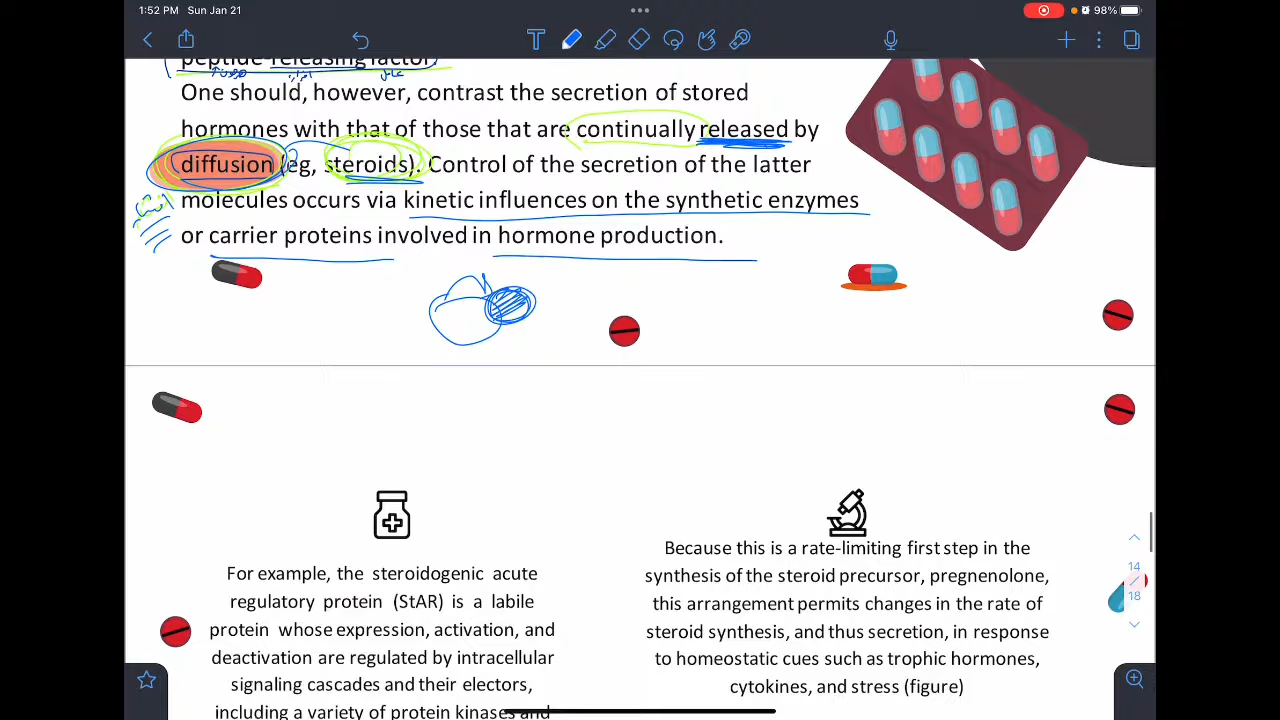 1:52 PM Sun Jan 21
98%
peptide-releasing factor
One should, however, contrast the secretion of stored
hormones with that of those that are continually released by
diffusion (eg, steroids). Control of the secretion of the latter
molecules occurs via kinetic influences on the synthetic enzymes
or carrier proteins involved in hormone production.
For example, the steroidogenic acute
regulatory protein (StAR) is a labile
protein whose expression, activation, and
deactivation are regulated by intracellular
signaling cascades and their electors,
including a variety of protein kinases and
Because this is a rate-limiting first step in the
synthesis of the steroid precursor, pregnenolone,
this arrangement permits changes in the rate of
steroid synthesis, and thus secretion, in response
to homeostatic cues such as trophic hormones,
cytokines, and stress (figure)
14
/
18